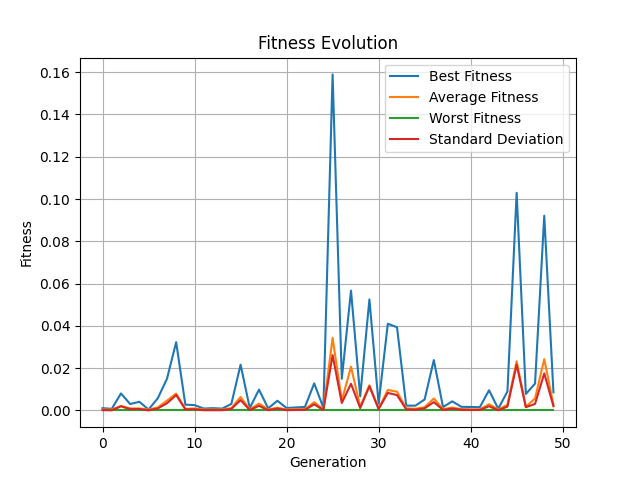 Fitness Evolution
Best Fitness
Average Fitness
Worst Fitness
Standard Deviation
0.16
0.14
0.12
0.10
0.08
0.06
0.04
0.02
0.00
Fitness
0 10 20 30 40 50
Generation